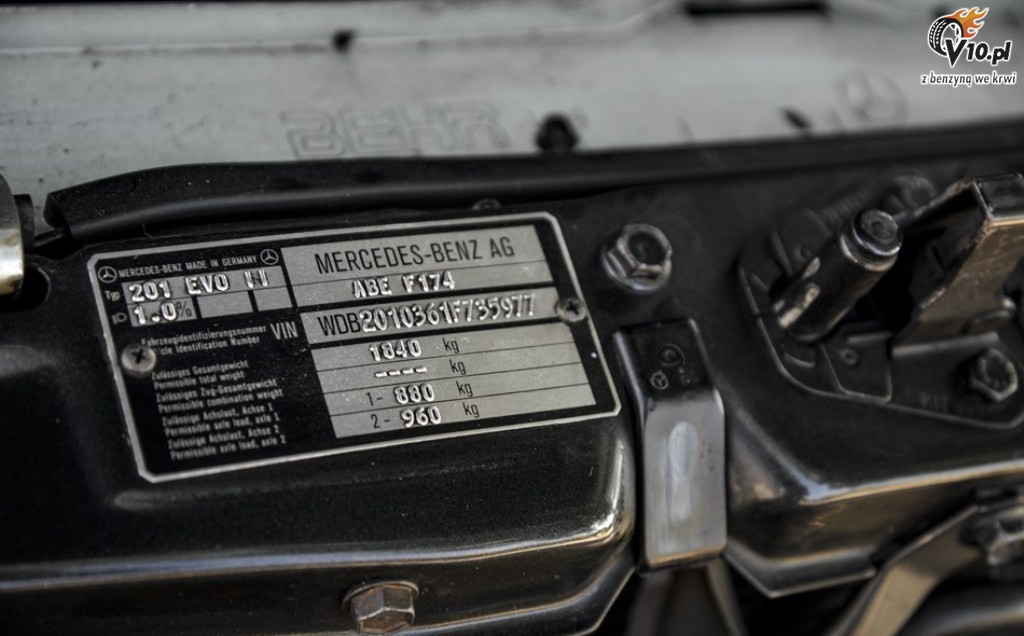 V10.pl
z benzyną we krwi
BEHR
MERCEDES-BENZ MADE IN GERMANY
MERCEDES-BENZ AG
Typ 201 EVO II
ABE F174
1.0%
Fahrzeugidentifizierungsnummer
Vehicle Identification Number
VIN WDB2010361F735977
Zulässiges Gesamtgewicht
Permissible total weight
1840 kg
Zulässiges Zug-Gesamtgewicht
Permissible combination weight
---- kg
Zulässige Achslast, Achse 1
Permissible axle load, axle 1
1- 880 kg
Zulässige Achslast, Achse 2
Permissible axle load, axle 2
2- 960 kg